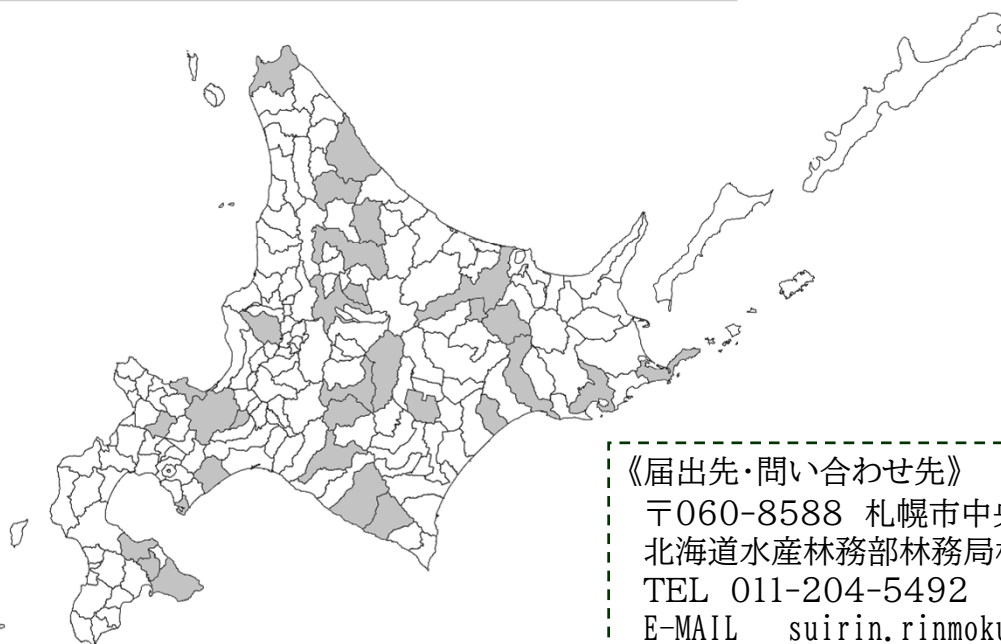 《届出先・問い合わせ先》
〒060-8588 札幌市中央
北海道水産林務部林務局
TEL 011-204-5492
E-MAIL suirin.rinmoku